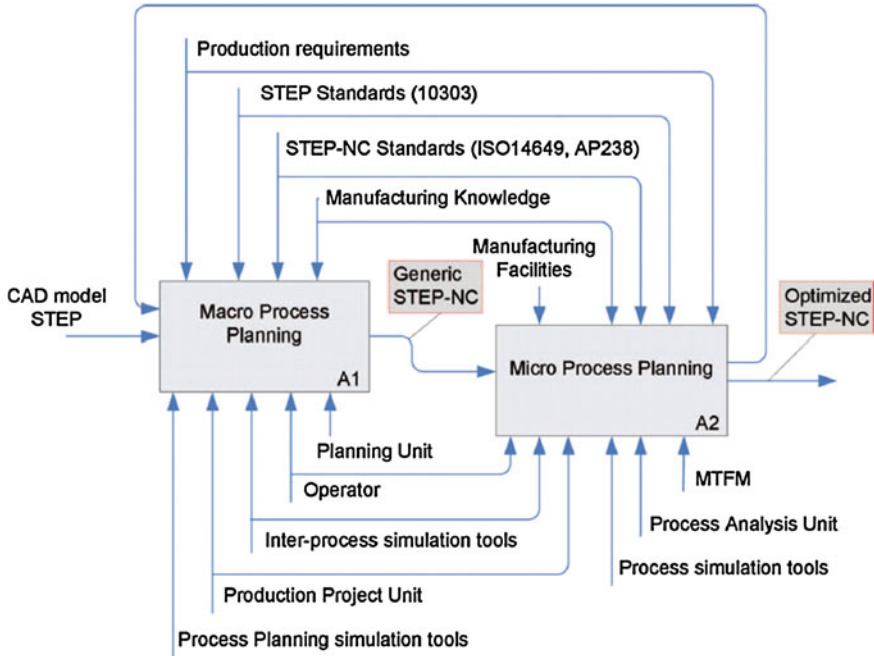 Production requirements
STEP Standards (10303)
STEP-NC Standards (ISO14649, AP238)
Manufacturing Knowledge
Manufacturing
Facilities
Generic
STEP-NC
CAD model
STEP
Macro Process
Planning
A1
Optimized
STEP-NC
Micro Process Planning
A2
Planning Unit
Operator
MTFM
Inter-process simulation tools
Process Analysis Unit
Process simulation tools
Production Project Unit
Process Planning simulation tools